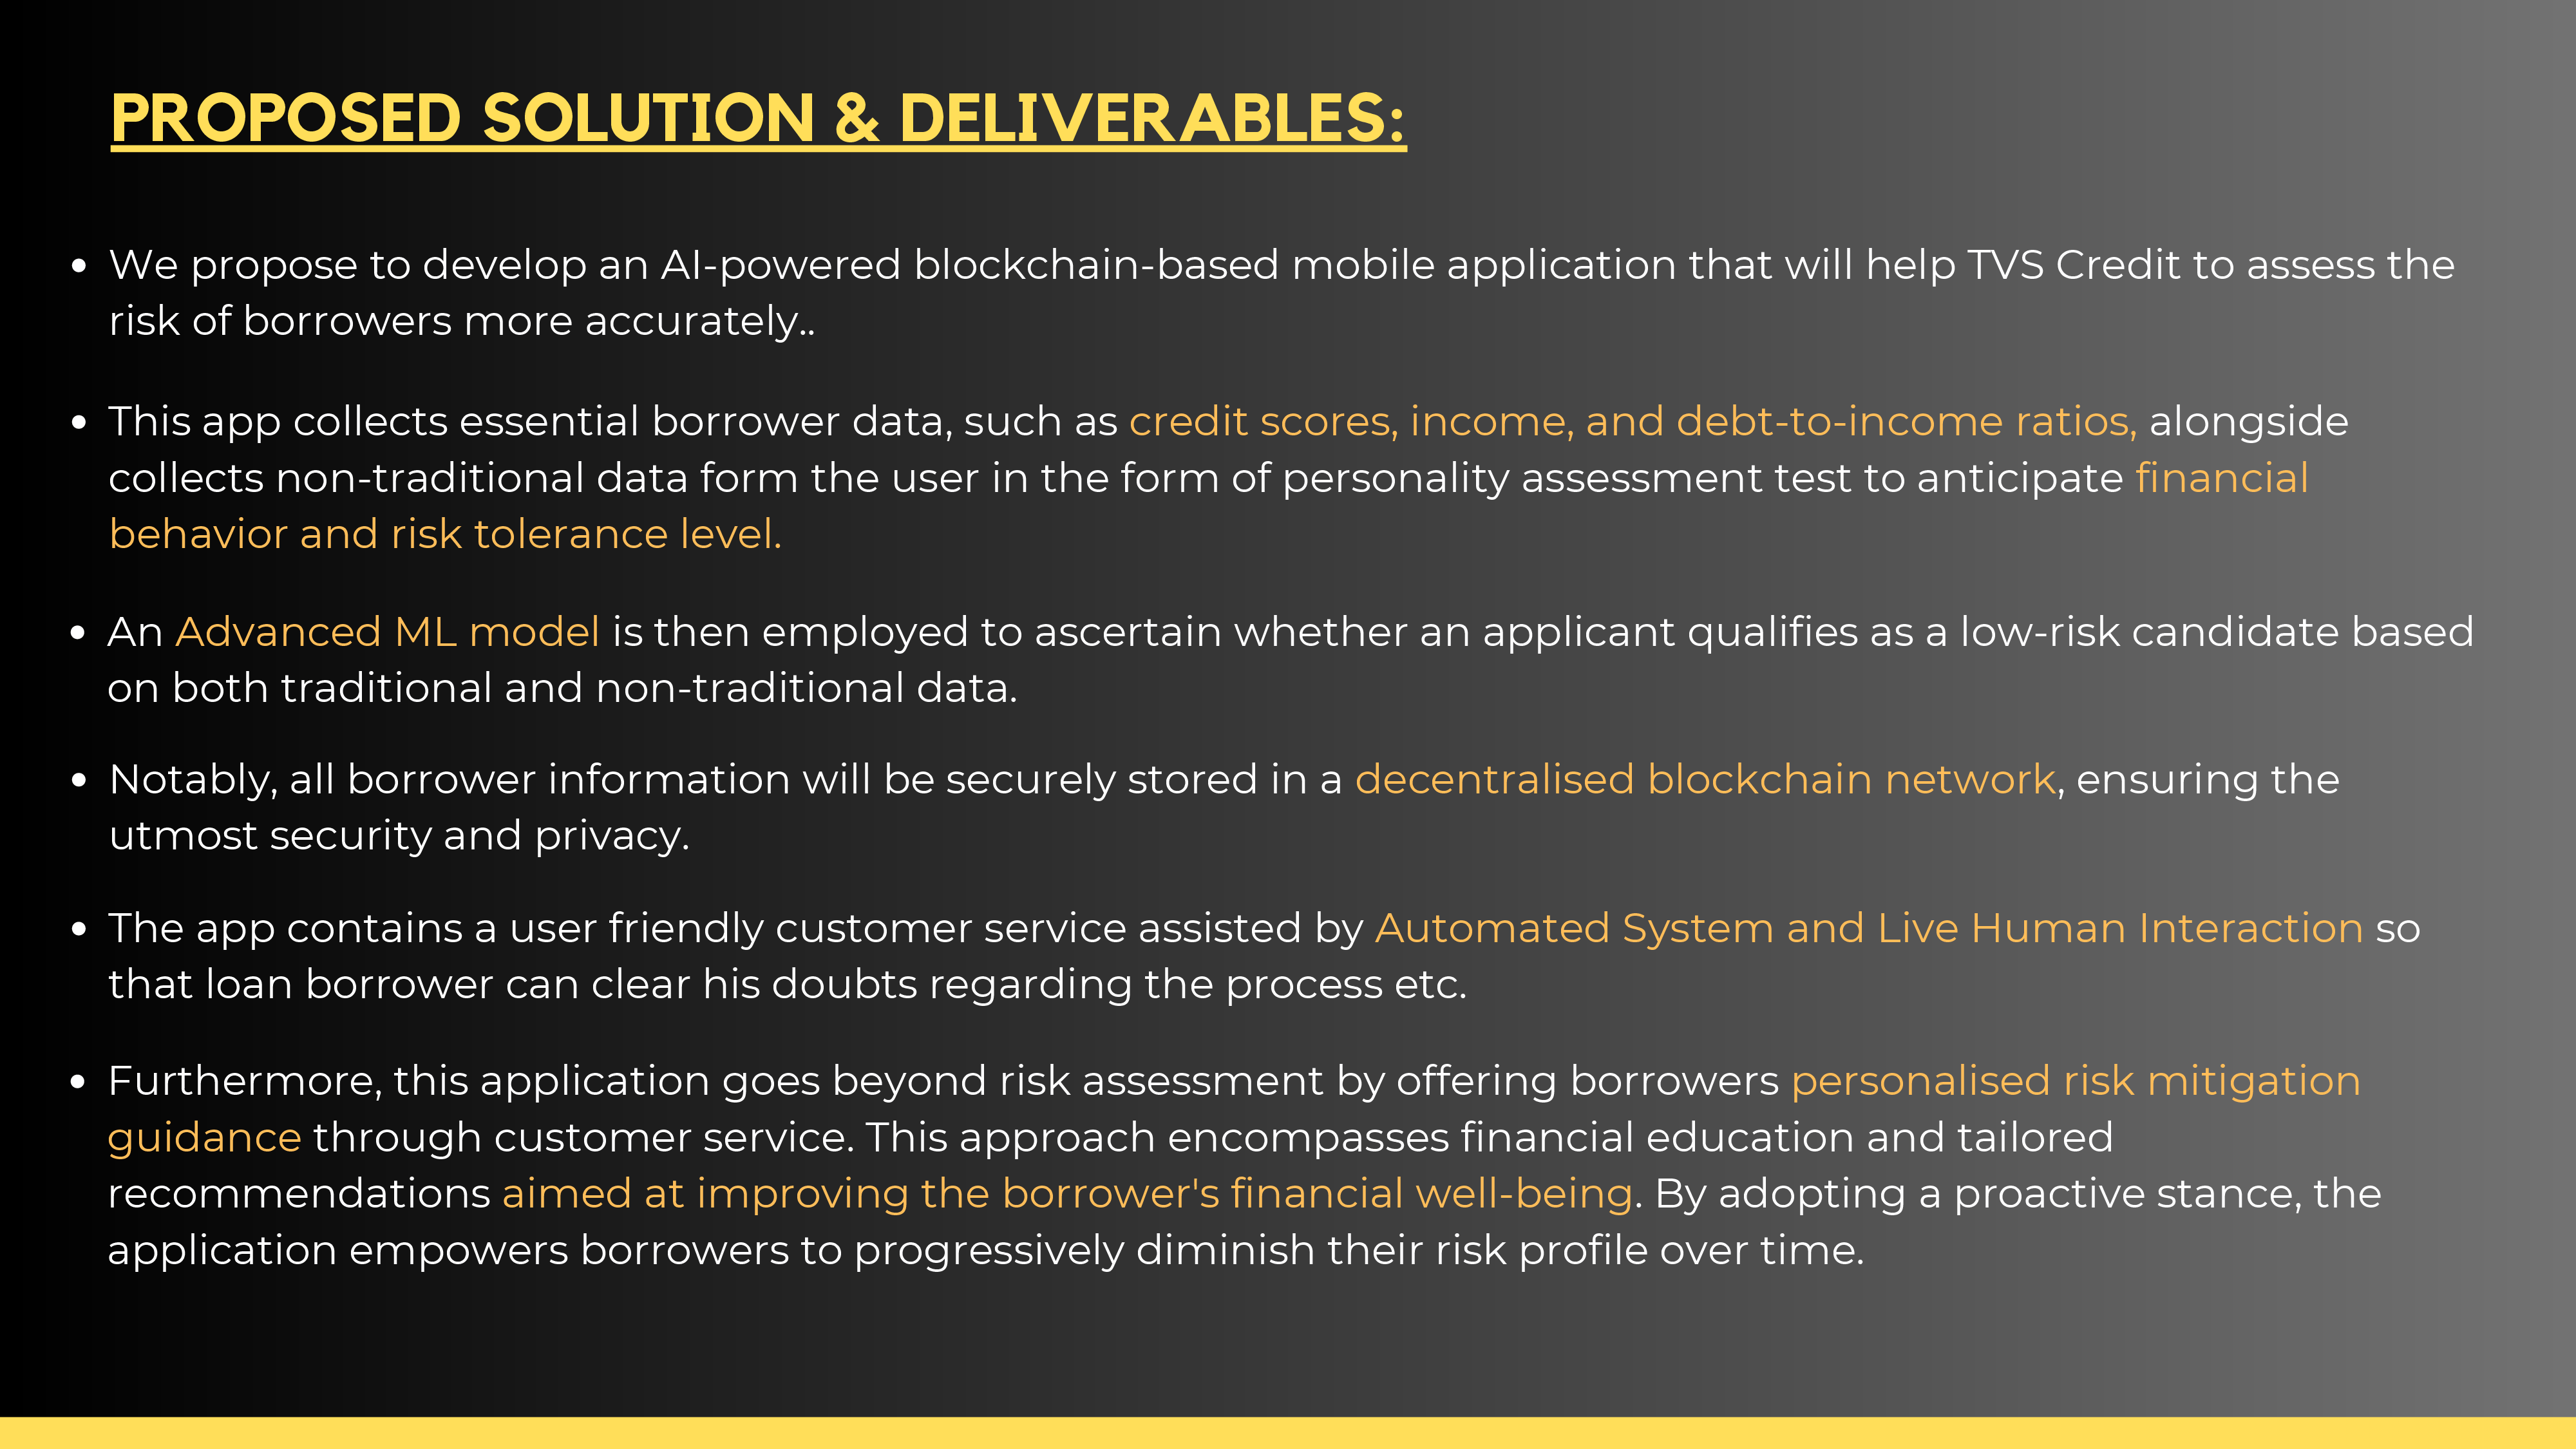 PROPOSED SOLUTION & DELIVERABLES:
• We propose to develop an AI-powered blockchain-based mobile application that will help TVS Credit to assess the
risk of borrowers more accurately..
• This app collects essential borrower data, such as credit scores, income, and debt-to-income ratios, alongside
collects non-traditional data form the user in the form of personality assessment test to anticipate financial
behavior and risk tolerance level.
• An Advanced ML model is then employed to ascertain whether an applicant qualifies as a low-risk candidate based
on both traditional and non-traditional data.
• Notably, all borrower information will be securely stored in a decentralised blockchain network, ensuring the
utmost security and privacy.
• The app contains a user friendly customer service assisted by Automated System and Live Human Interaction so
that loan borrower can clear his doubts regarding the process etc.
• Furthermore, this application goes beyond risk assessment by offering borrowers personalised risk mitigation
guidance through customer service. This approach encompasses financial education and tailored
recommendations aimed at improving the borrower's financial well-being. By adopting a proactive stance, the
application empowers borrowers to progressively diminish their risk profile over time.